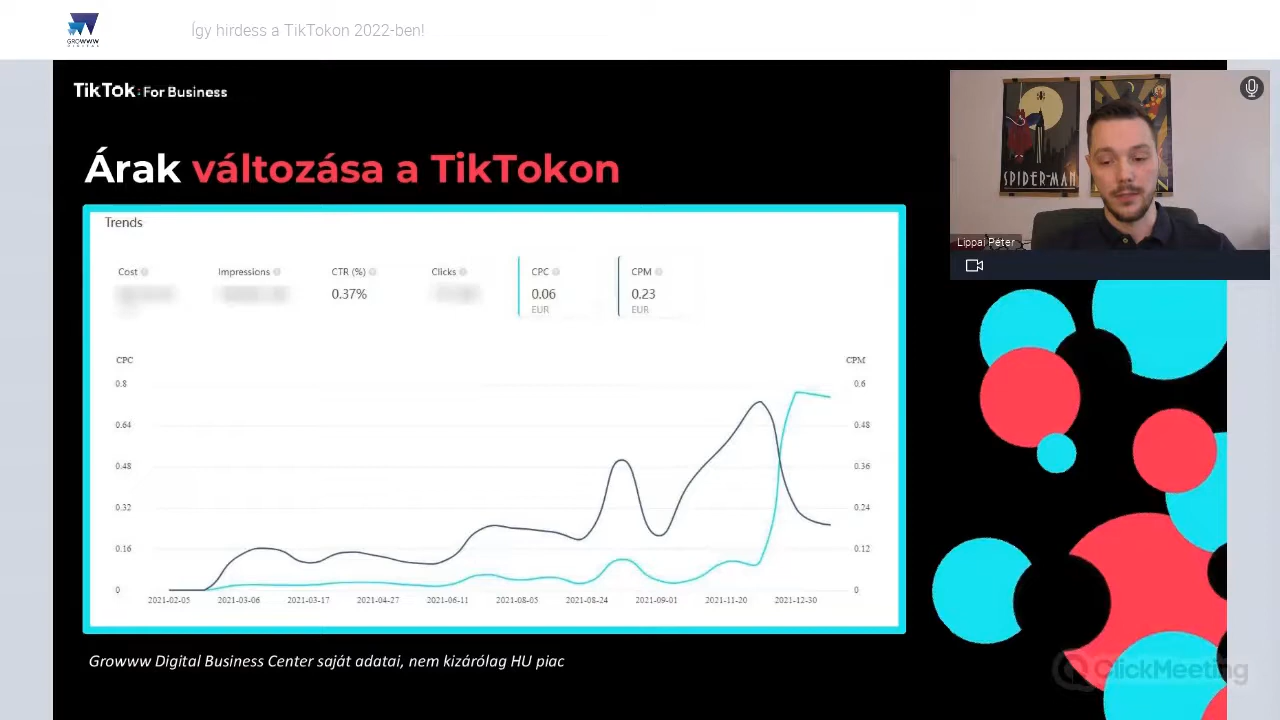 GROWWW
DIGITAL
Így hirdess a TikTokon 2022-ben!
TikTok: For Business
Árak változása a TikTokon
SPIDER-MAN
Lippai Péter
Trends
Cost Impressions CTR (%) Clicks CPC CPM
0.37% 0.06 0.23
EUR EUR
CPC CPM
0.8 0.6
0.64 0.48
0.48 0.36
0.32 0.24
0.16 0.12
0 0
2021-02-05 2021-03-06 2021-03-17 2021-04-27 2021-06-11 2021-08-05 2021-08-24 2021-09-01 2021-11-20 2021-12-30
Growww Digital Business Center saját adatai, nem kizárólag HU piac
ClickMeeting